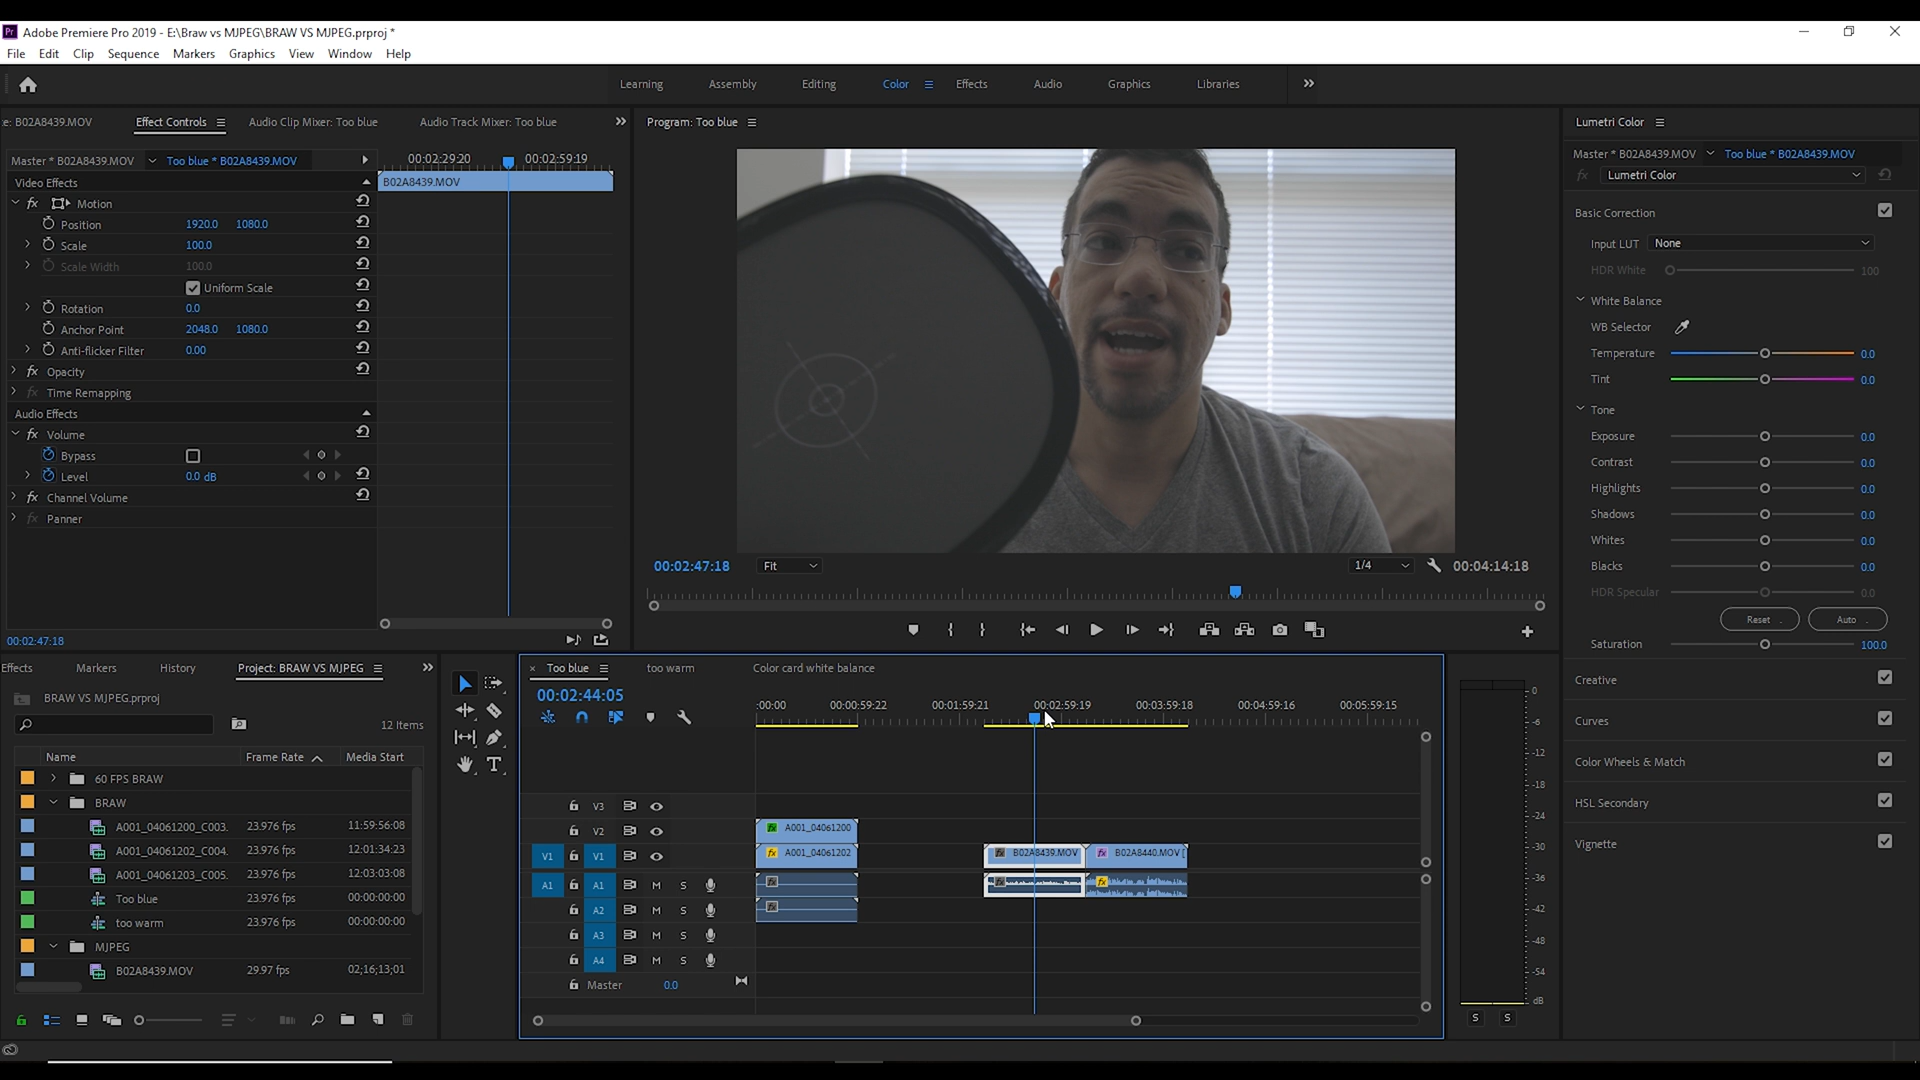 Adobe Premiere Pro 2019 - E:\Braw vs MJPEG\BRAW VS MJPEG.prproj *
File Edit Clip Sequence Markers Graphics View Window Help
Learning Assembly Editing Color Effects Audio Graphics Libraries
e: B02A8439.MOV Effect Controls Audio Clip Mixer: Too blue Audio Track Mixer: Too blue
Master * B02A8439.MOV Too blue * B02A8439.MOV
00:02:29:20 00:02:59:19
B02A8439.MOV
Video Effects
fx Motion
Position 1920.0 1080.0
Scale 100.0
Scale Width 100.0
Uniform Scale
Rotation 0.0
Anchor Point 2048.0 1080.0
Anti-flicker Filter 0.00
fx Opacity
fx Time Remapping
Audio Effects
fx Volume
Bypass
Level 0.0 dB
fx Channel Volume
fx Panner
00:02:47:18
Program: Too blue
00:02:47:18 Fit 1/4 00:04:14:18
Lumetri Color
Master * B02A8439.MOV Too blue * B02A8439.MOV
fx Lumetri Color
Basic Correction
Input LUT None
HDR White 100
White Balance
WB Selector
Temperature 0.0
Tint 0.0
Tone
Exposure 0.0
Contrast 0.0
Highlights 0.0
Shadows 0.0
Whites 0.0
Blacks 0.0
HDR Specular 0.0
Reset Auto
Saturation 100.0
Creative
Curves
Color Wheels & Match
HSL Secondary
Vignette
Effects Markers History Project: BRAW VS MJPEG
BRAW VS MJPEG.prproj
12 Items
Name Frame Rate Media Start
60 FPS BRAW
BRAW
A001_04061200_C003. 23.976 fps 11:59:56:08
A001_04061202_C004. 23.976 fps 12:01:34:23
A001_04061203_C005. 23.976 fps 12:03:03:08
Too blue 23.976 fps 00:00:00:00
too warm 23.976 fps 00:00:00:00
MJPEG
B02A8439.MOV 29.97 fps 02;16;13;01
× Too blue too warm Color card white balance
00:02:44:05
:00:00 00:00:59:22 00:01:59:21 00:02:59:19 00:03:59:18 00:04:59:16 00:05:59:15
V3
V2 fx A001_04061200
V1 V1 fx A001_04061202 fx B02A8439.MOV fx B02A8440.MOV [
A1 A1 M S fx fx fx
A2 M S fx
A3 M S
A4 M S
Master 0.0
0
-6
-12
-18
-24
-30
-36
-42
-48
-54
dB
S S